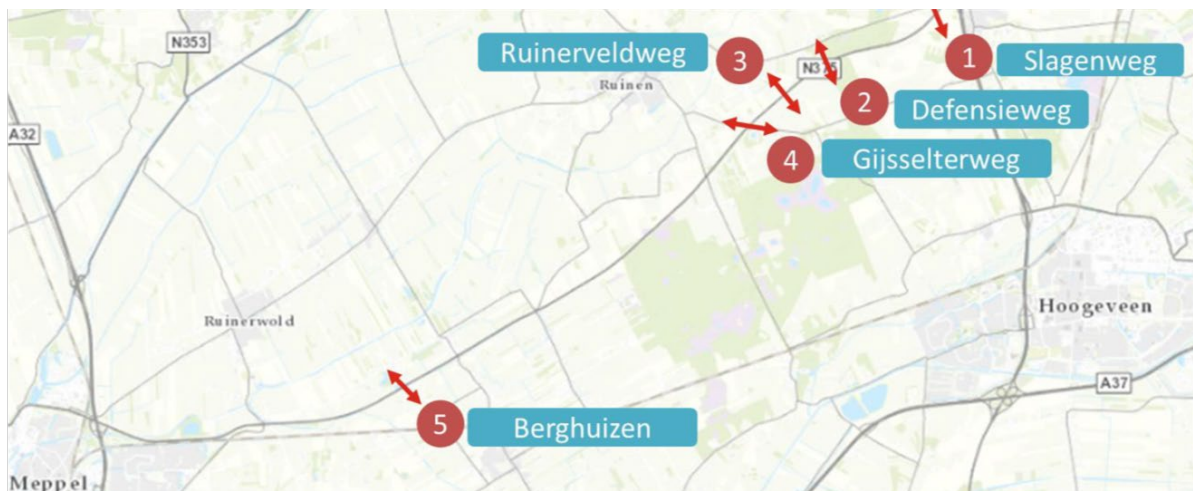 N353
Ruinerveldweg
3
N375
1
Slagenweg
Ruinen
2
Defensieweg
A32
4
Gijsselterweg
Hoogeveen
Ruinerwold
A37
5
Berghuizen
Meppel